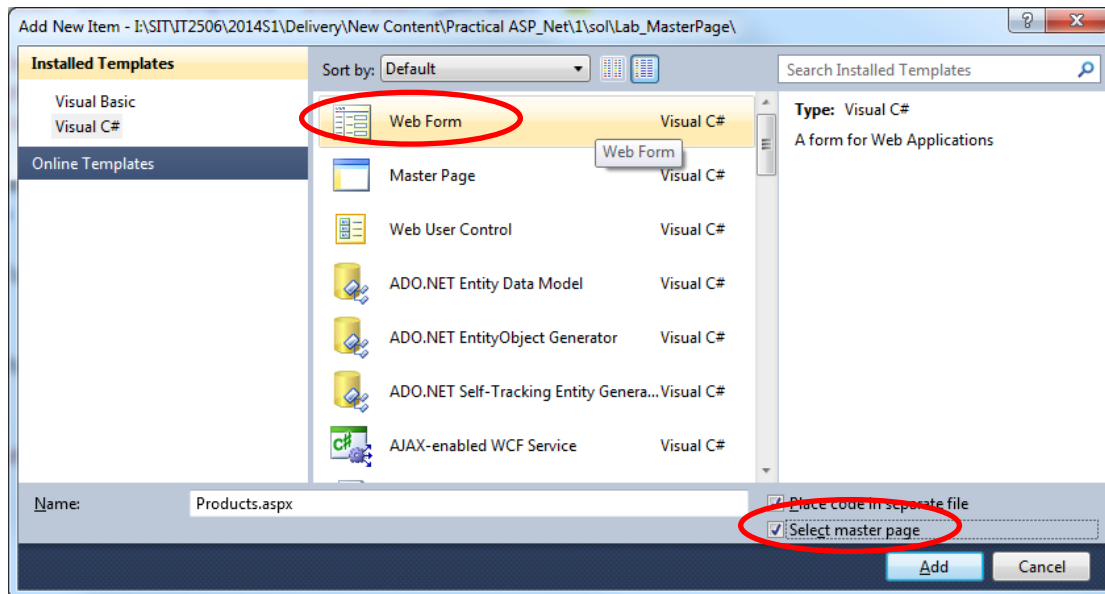 Add New Item - I:\SIT\IT2506\2014S1\Delivery\New Content\Practical ASP_Net\1\sol\Lab_MasterPage\
Installed Templates
Visual Basic
Visual C#
Online Templates
Sort by: Default
Search Installed Templates
Web Form Visual C#
Web Form
Master Page Visual C#
Web User Control Visual C#
ADO.NET Entity Data Model Visual C#
ADO.NET EntityObject Generator Visual C#
ADO.NET Self-Tracking Entity Genera... Visual C#
AJAX-enabled WCF Service Visual C#
Type: Visual C#
A form for Web Applications
Name: Products.aspx
Place code in separate file
Select master page
Add Cancel